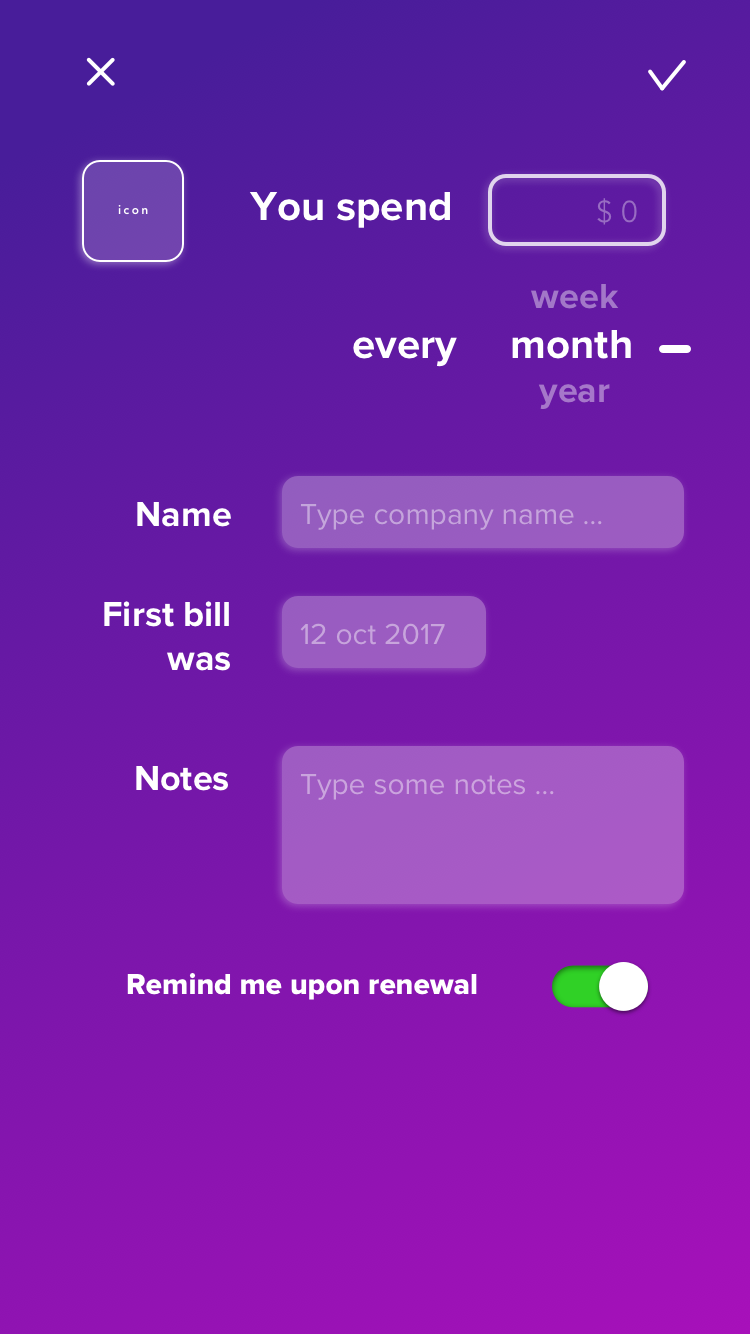 icon
You spend
$ 0
week
every month
year
Name
Type company name ...
First bill
was
12 oct 2017
Notes
Type some notes ...
Remind me upon renewal